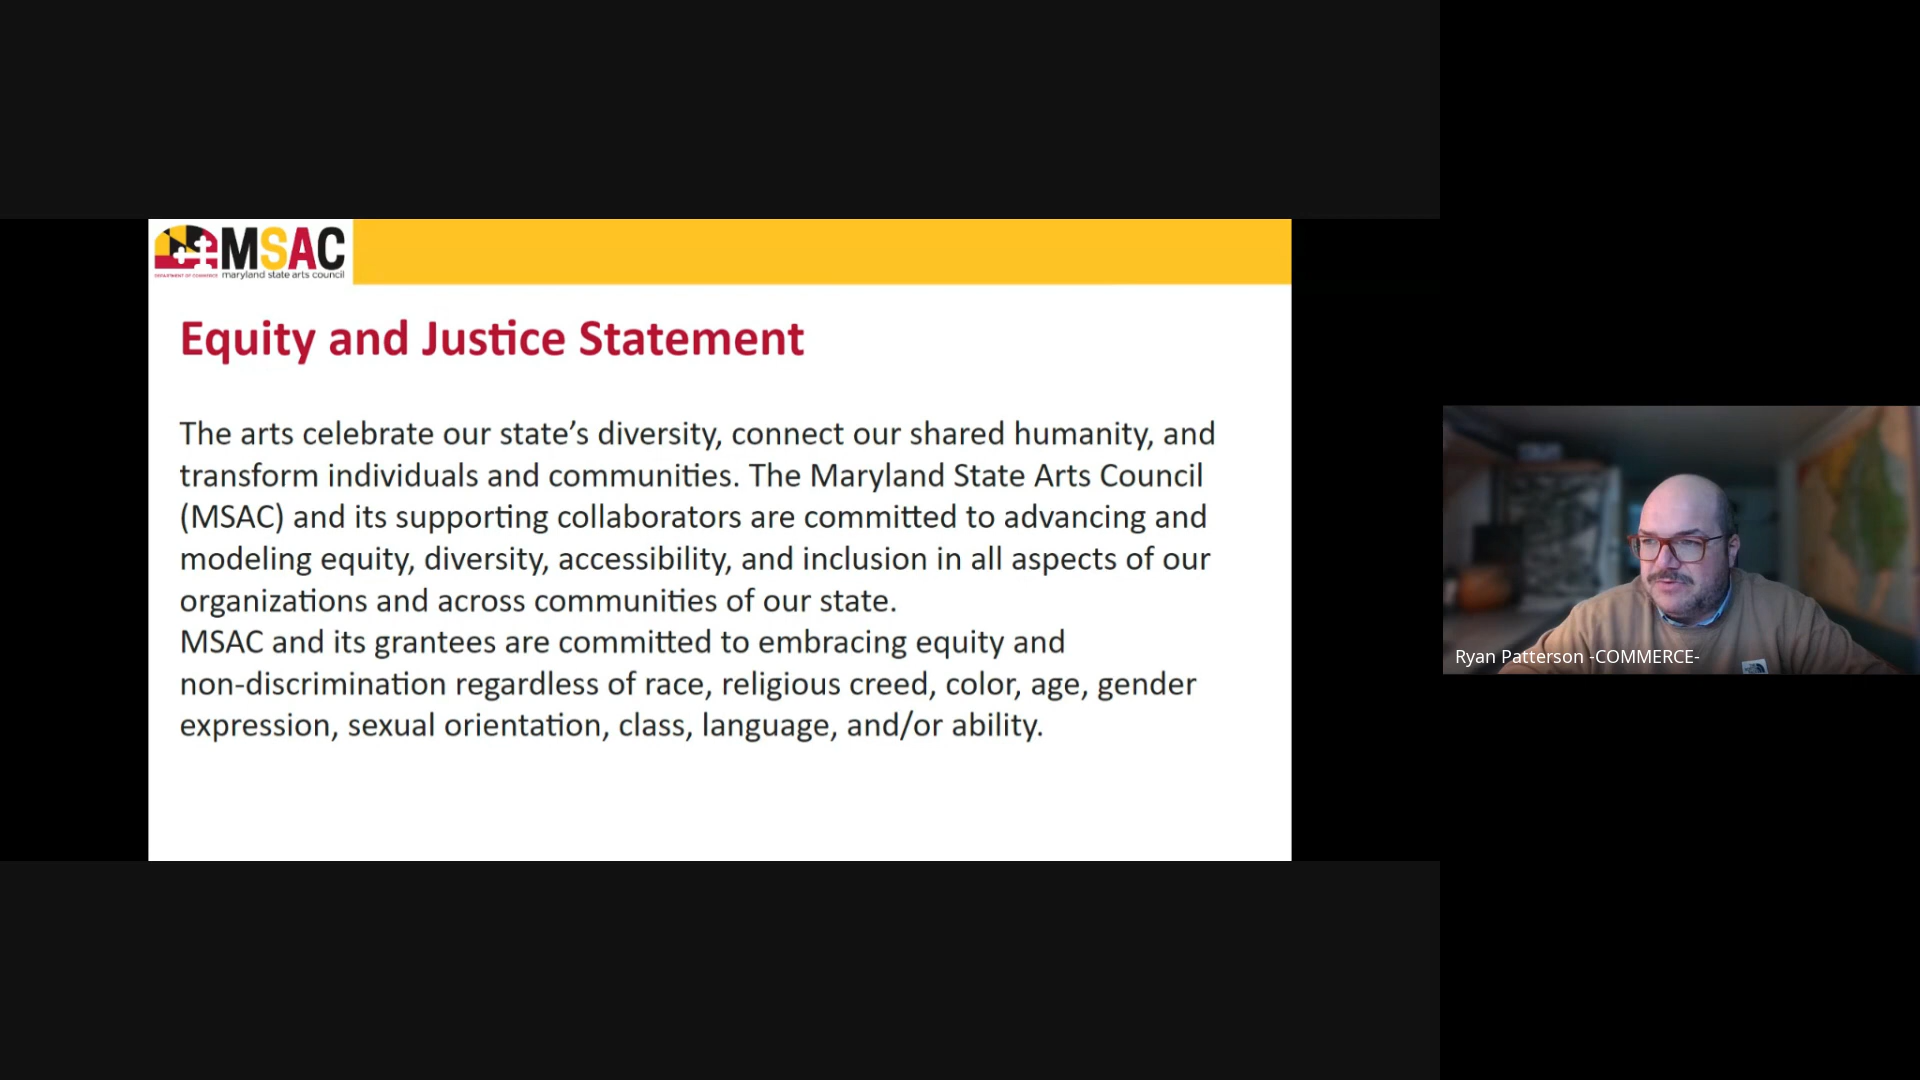 MSAC
DEPARTMENT OF COMMERCE
maryland state arts council
Equity and Justice Statement
The arts celebrate our state’s diversity, connect our shared humanity, and
transform individuals and communities. The Maryland State Arts Council
(MSAC) and its supporting collaborators are committed to advancing and
modeling equity, diversity, accessibility, and inclusion in all aspects of our
organizations and across communities of our state.
MSAC and its grantees are committed to embracing equity and
non-discrimination regardless of race, religious creed, color, age, gender
expression, sexual orientation, class, language, and/or ability.
Ryan Patterson -COMMERCE-